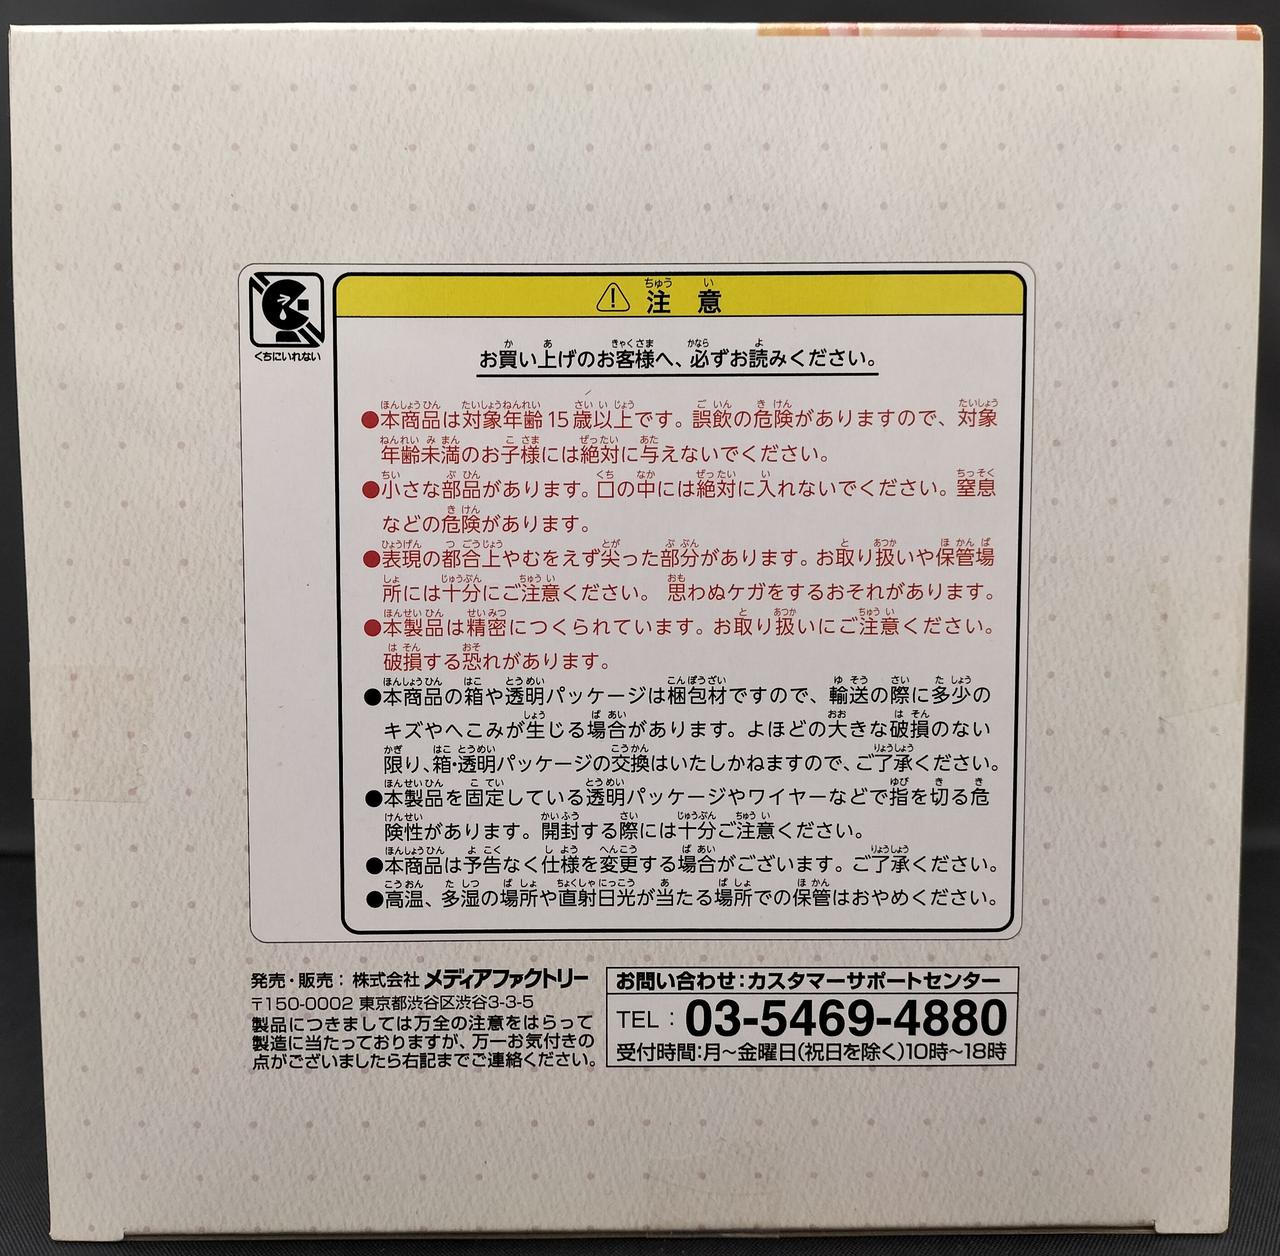 くちにいれない
注意
お買い上げのお客様へ、必ずお読みください。
●本商品は対象年齢15歳以上です。誤飲の危険がありますので、対象
年齢未満のお子様には絶対に与えないでください。
●小さな部品があります。口の中には絶対に入れないでください。窒息
などの危険があります。
●表現の都合上やむをえず尖った部分があります。お取り扱いや保管場
所には十分にご注意ください。 思わぬケガをするおそれがあります。
●本製品は精密につくられています。お取り扱いにご注意ください。
破損する恐れがあります。
●本商品の箱や透明パッケージは梱包材ですので、輸送の際に多少の
キズやへこみが生じる場合があります。よほどの大きな破損のない
限り、箱・透明パッケージの交換はいたしかねますので、ご了承ください。
●本製品を固定している透明パッケージやワイヤーなどで指を切る危
険性があります。開封する際には十分ご注意ください。
●本商品は予告なく仕様を変更する場合がございます。ご了承ください。
●高温、多湿の場所や直射日光が当たる場所での保管はおやめください。
発売・販売：株式会社 メディアファクトリー
〒150-0002 東京都渋谷区渋谷3-3-5
製品につきましては万全の注意をはらって
製造に当たっておりますが、万一お気付きの
点がございましたら右記までご連絡ください。
お問い合わせ：カスタマーサポートセンター
TEL：03-5469-4880
受付時間：月〜金曜日(祝日を除く)10時〜18時